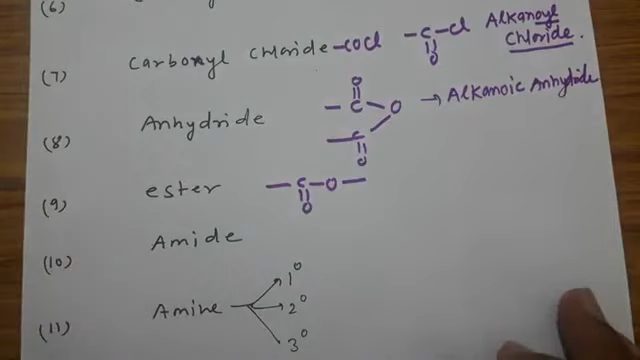 (6)
(7) Carbonyl Chloride -COCl -C-Cl Alkanoyl Chloride.
O
(8) Anhydride
O
-C-O → Alkanoic Anhydride
-C
O
(9) ester -C-O-
O
(10) Amide
(11) Amine 1°
2°
3°